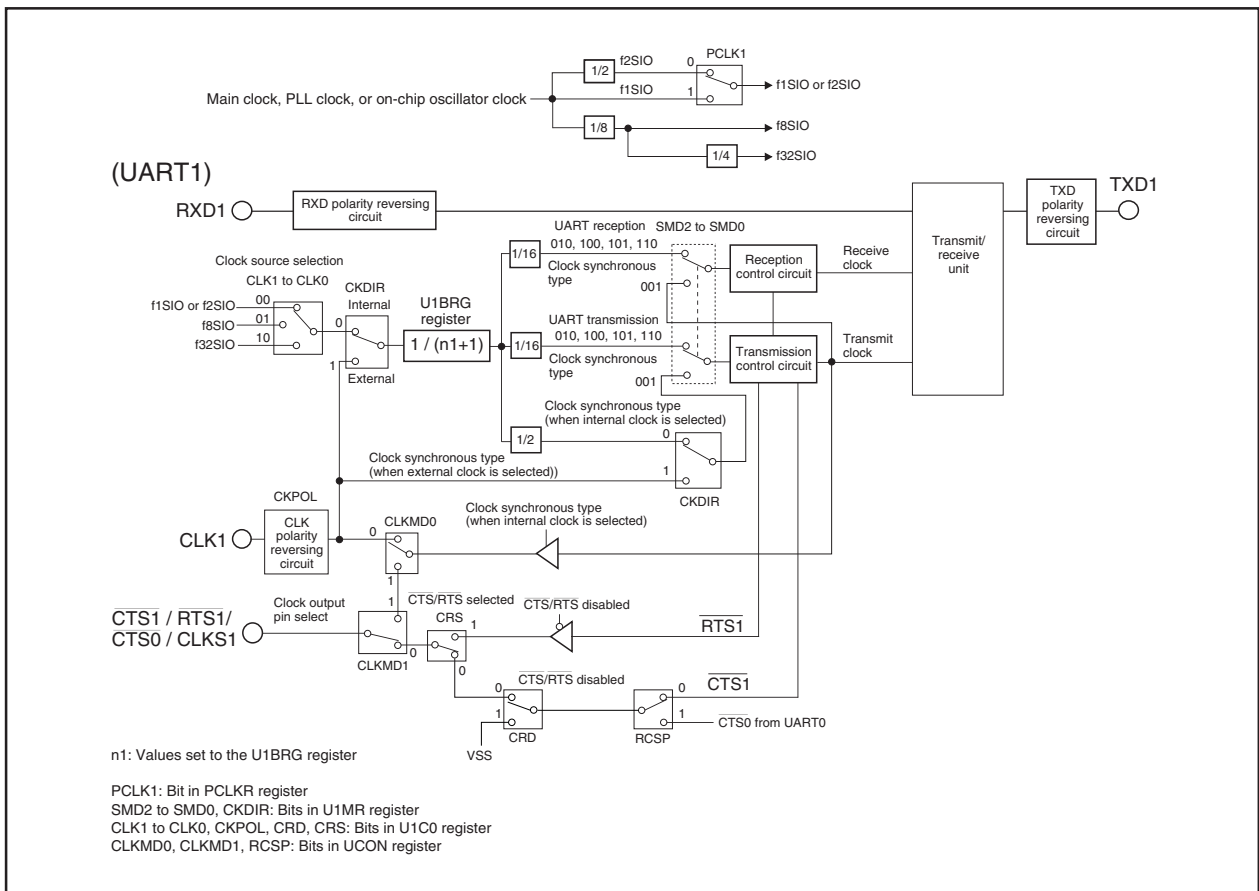 PCLK1
f2SIO
0
1/2
f1SIO or f2SIO
f1SIO
1
Main clock, PLL clock, or on-chip oscillator clock
1/8
f8SIO
1/4
f32SIO
(UART1)
RXD1
RXD polarity reversing
circuit
TXD
polarity
reversing
circuit
TXD1
Transmit/
receive
unit
UART reception
SMD2 to SMD0
010, 100, 101, 110
1/16
Clock synchronous
type
001
Reception
control circuit
Receive
clock
Clock source selection
CLK1 to CLK0
f1SIO or f2SIO
00
f8SIO
01
f32SIO
10
CKDIR
Internal
0
1
External
U1BRG
register
1 / (n1+1)
UART transmission
010, 100, 101, 110
1/16
Clock synchronous
type
001
Transmission
control circuit
Transmit
clock
Clock synchronous type
(when internal clock is selected)
1/2
0
Clock synchronous type
(when external clock is selected))
1
CKDIR
CKPOL
CLK1
CLK
polarity
reversing
circuit
CLKMD0
0
1
Clock synchronous type
(when internal clock is selected)
CTS1 / RTS1/
CTS0 / CLKS1
Clock output
pin select
1
0
CLKMD1
CTS/RTS selected
CRS
1
0
CTS/RTS disabled
RTS1
CTS/RTS disabled
0
1
CRD
VSS
0
CTS1
1
CTS0 from UART0
RCSP
n1: Values set to the U1BRG register
PCLK1: Bit in PCLKR register
SMD2 to SMD0, CKDIR: Bits in U1MR register
CLK1 to CLK0, CKPOL, CRD, CRS: Bits in U1C0 register
CLKMD0, CLKMD1, RCSP: Bits in UCON register